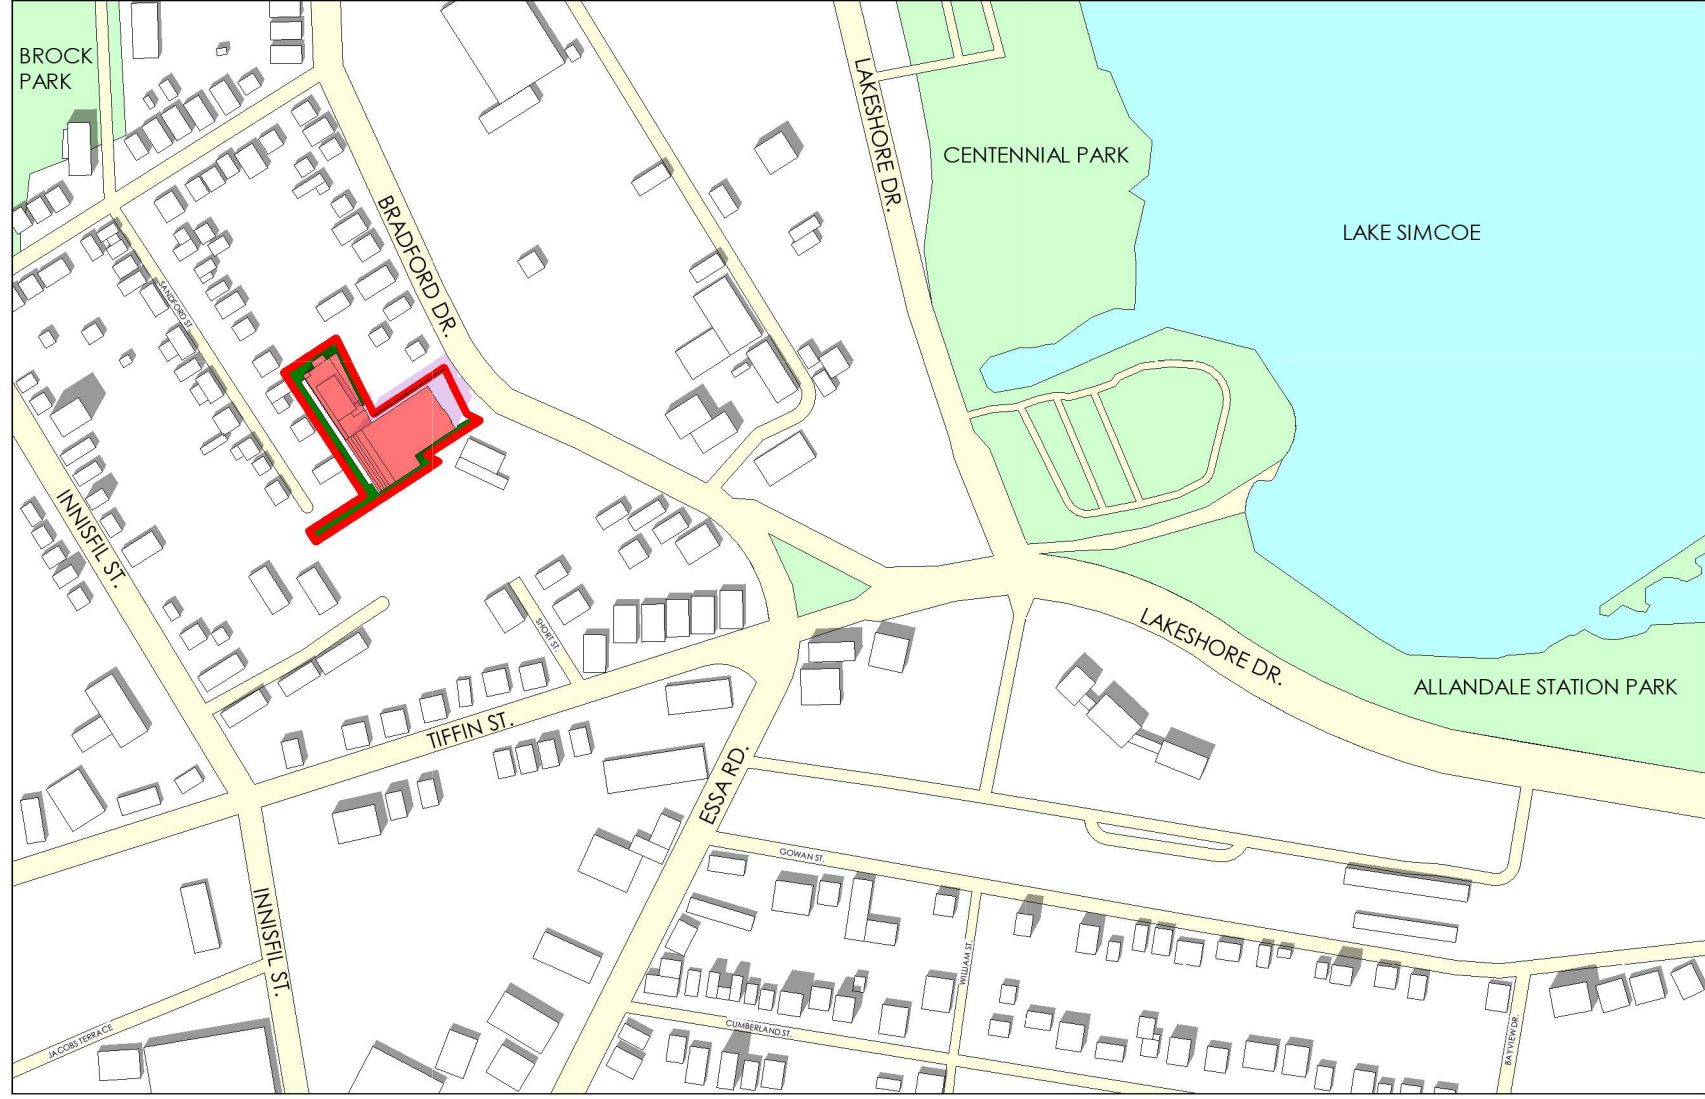 BROCK
PARK
LAKESHORE DR.
CENTENNIAL PARK
BRADFORD DR.
LAKE SIMCOE
SANDFORD ST
INNISFIL ST.
SHORT ST.
LAKESHORE DR.
ALLANDALE STATION PARK
TIFFIN ST.
ESSA RD.
GOWAN ST.
INNISFIL ST.
WILLIAM ST.
CUMBERLAND ST.
JACOBS TERRACE
BAYVIEW DR.